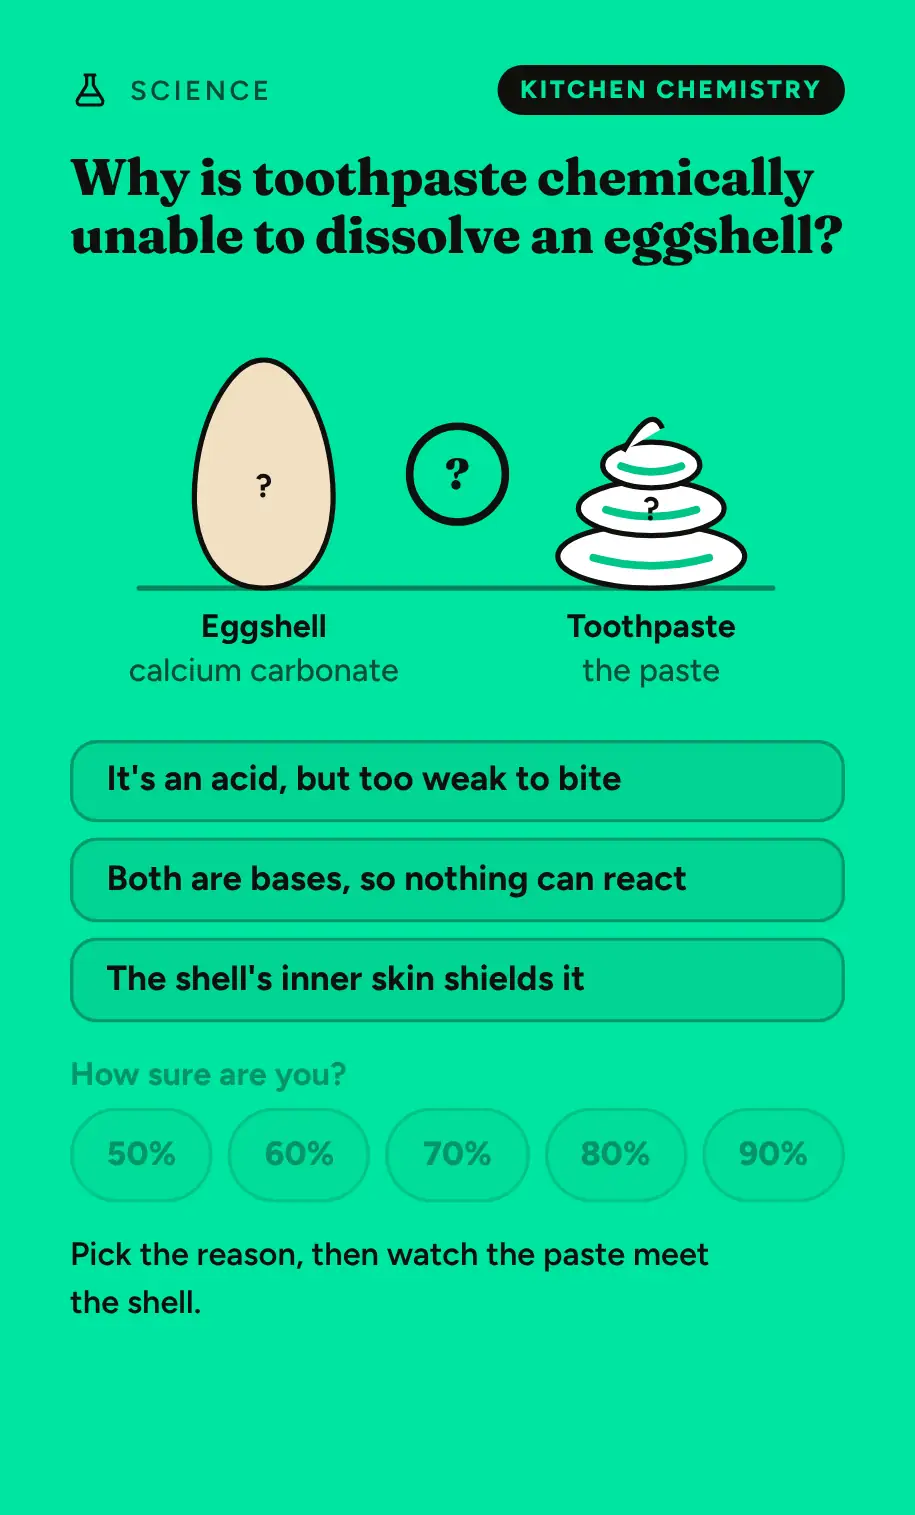 SCIENCE
KITCHEN CHEMISTRY
Why is toothpaste chemically
unable to dissolve an eggshell?
?
?
?
Eggshell
calcium carbonate
Toothpaste
the paste
It's an acid, but too weak to bite
Both are bases, so nothing can react
The shell's inner skin shields it
How sure are you?
50%
60%
70%
80%
90%
Pick the reason, then watch the paste meet
the shell.